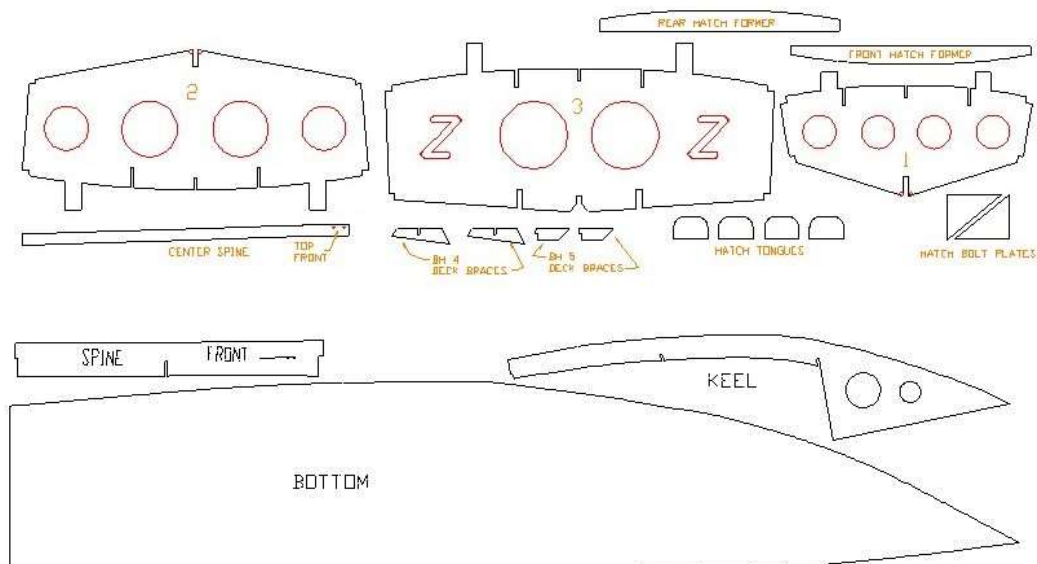 REAR HATCH FORMER
FRONT HATCH FORMER
2
3
Z
Z
1
CENTER SPINE
TOP
FRONT
BH 4
DECK BRACES
BH 5
DECK BRACES
HATCH TONGUES
HATCH BOLT PLATES
SPINE
FRONT
KEEL
BOTTOM